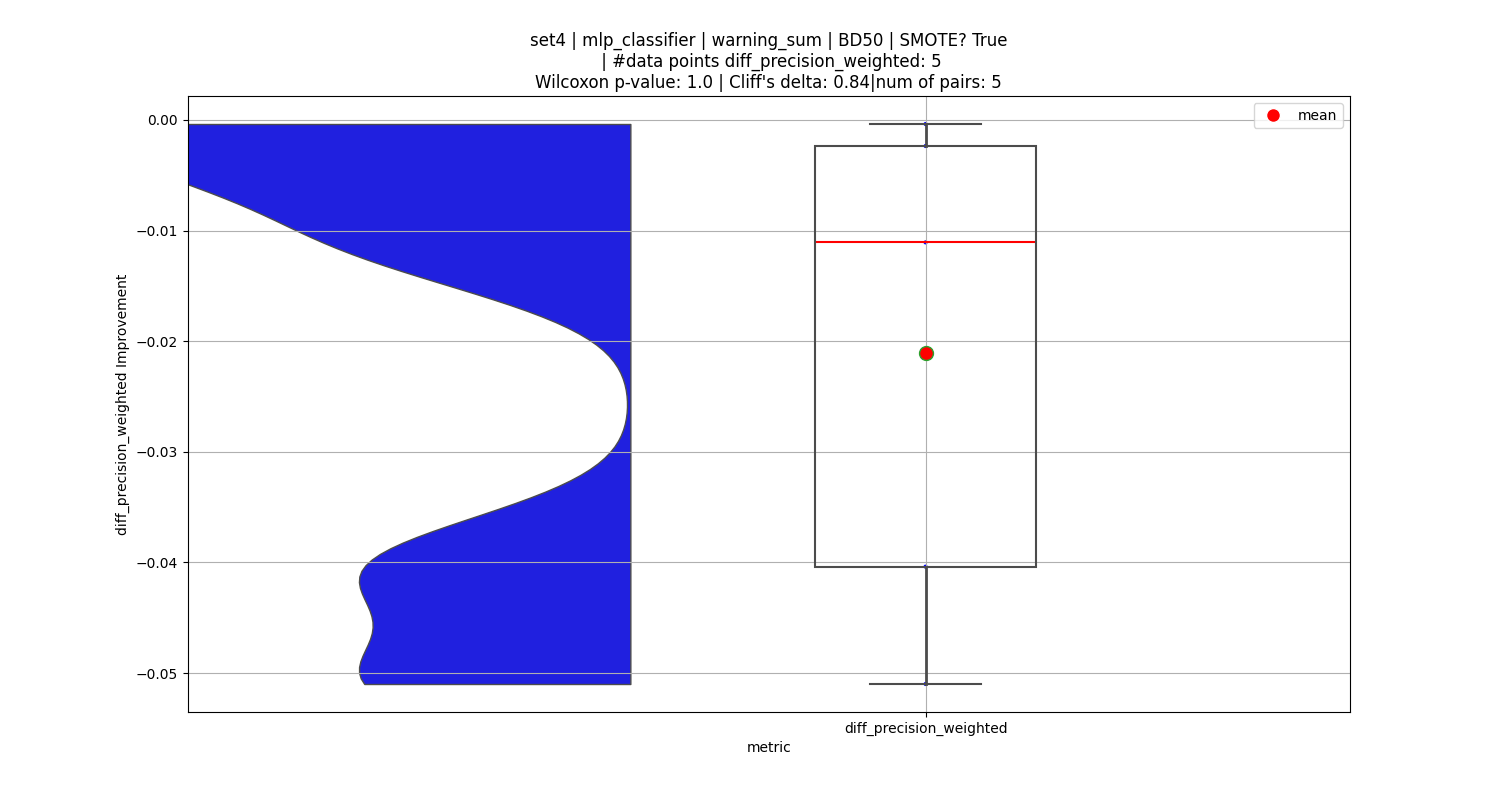 set4 | mlp_classifier | warning_sum | BD50 | SMOTE? True
| #data points diff_precision_weighted: 5
Wilcoxon p-value: 1.0 | Cliff's delta: 0.84|num of pairs: 5
mean
0.00
−0.01
−0.02
−0.03
−0.04
−0.05
diff_precision_weighted Improvement
diff_precision_weighted
metric